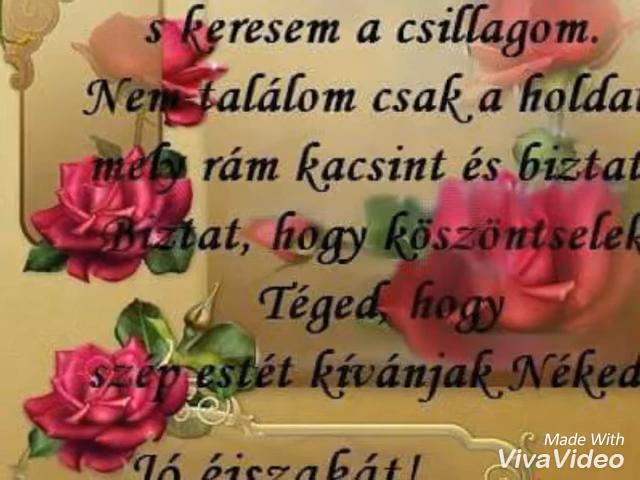 s keresem a csillagom.
Nem találom csak a holdat
mely rám kacsint és biztat
Biztat, hogy köszöntselek
Téged, hogy
szép estét kívánjak Néked
Jó éjszakát!
Made With
VivaVideo